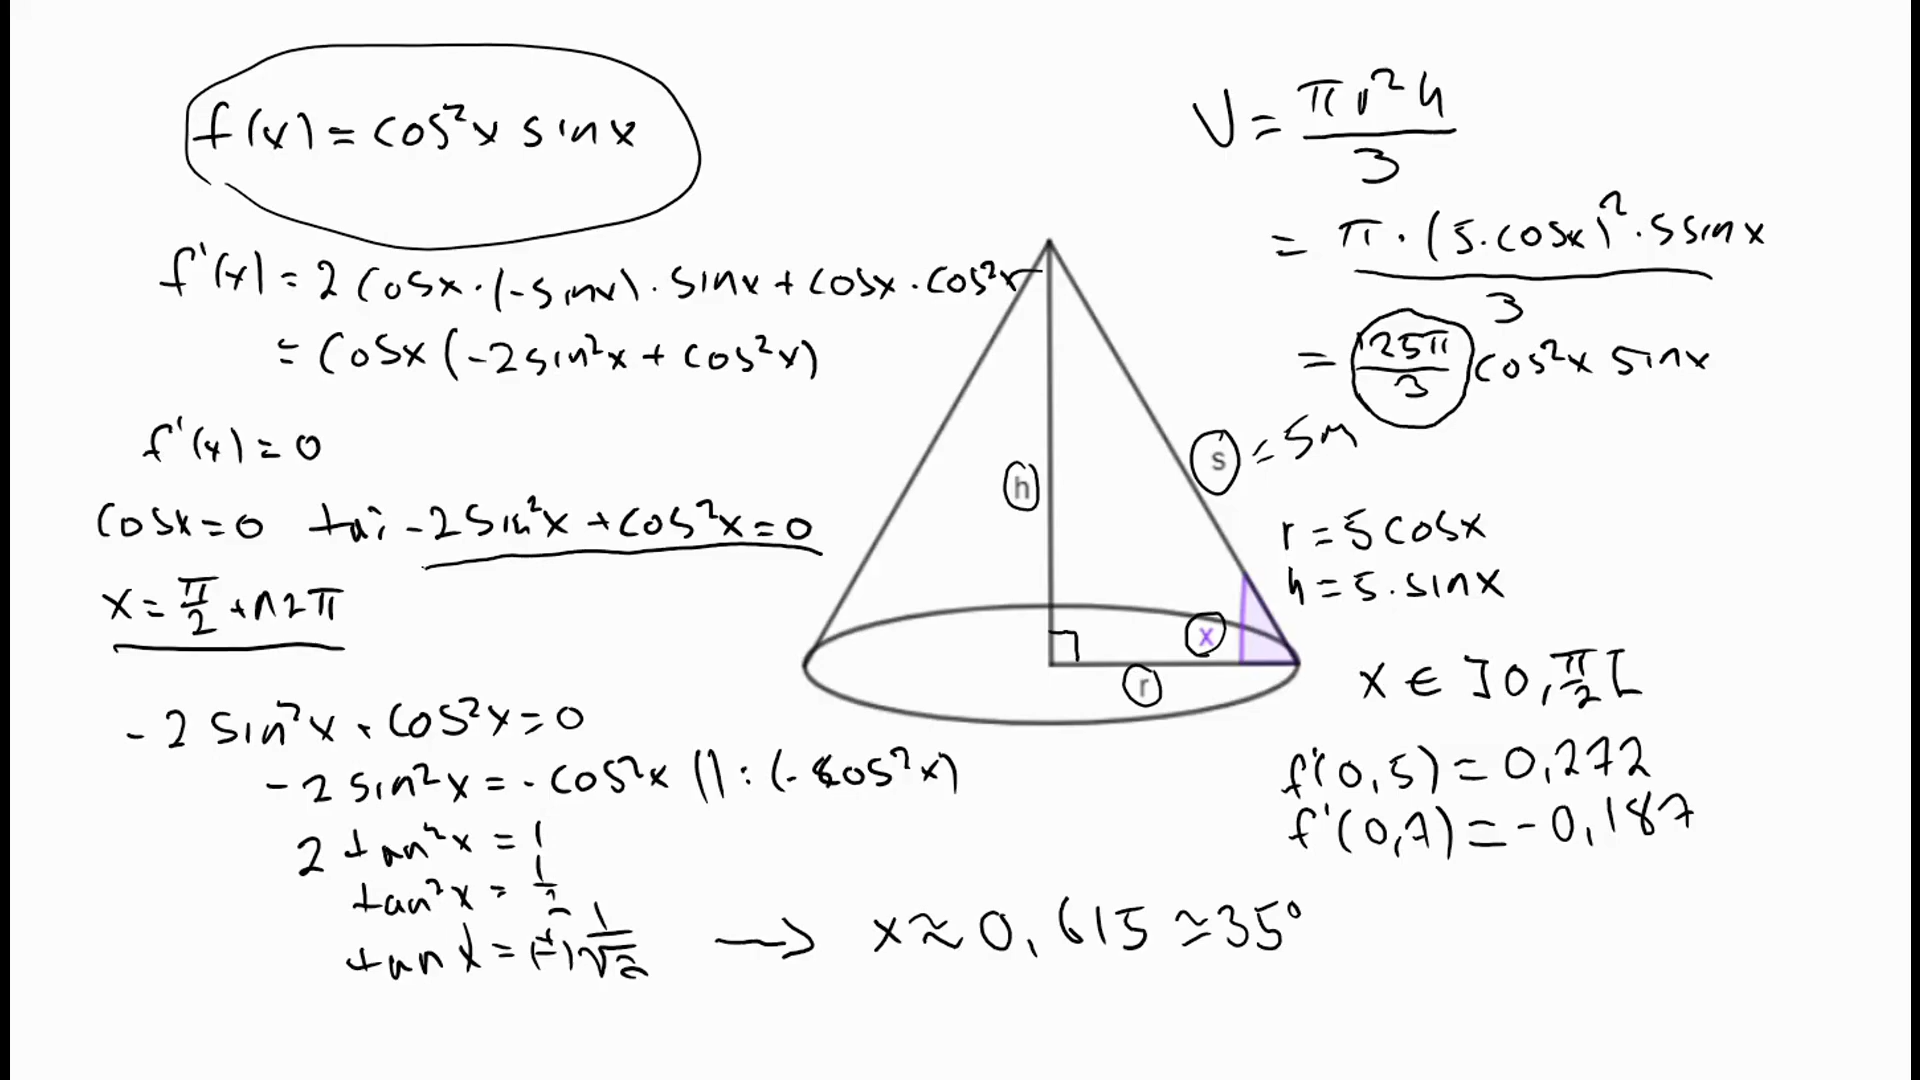 f(x) = cos²x sinx
f'(x) = 2 cosx · (-sinx) · sinx + cosx · cos²x
= cosx (-2sin²x + cos²x)
f'(x) = 0
cosx = 0 tai -2sin²x + cos²x = 0
x = π/2 + n2π
-2 sin²x + cos²x = 0
-2 sin²x = -cos²x || : (-cos²x)
2 tan²x = 1
tan²x = 1/2
tan x = (±) 1/√2 → x ≈ 0,615 ≃ 35°
h
s = 5m
x
r
V = πr²h/3
= π · (5·cosx)² · 5 sinx / 3
= 125π/3 cos²x sinx
r = 5 cosx
h = 5 · sinx
x ∈ ]0, π/2[
f'(0,5) = 0,272
f'(0,7) = -0,187